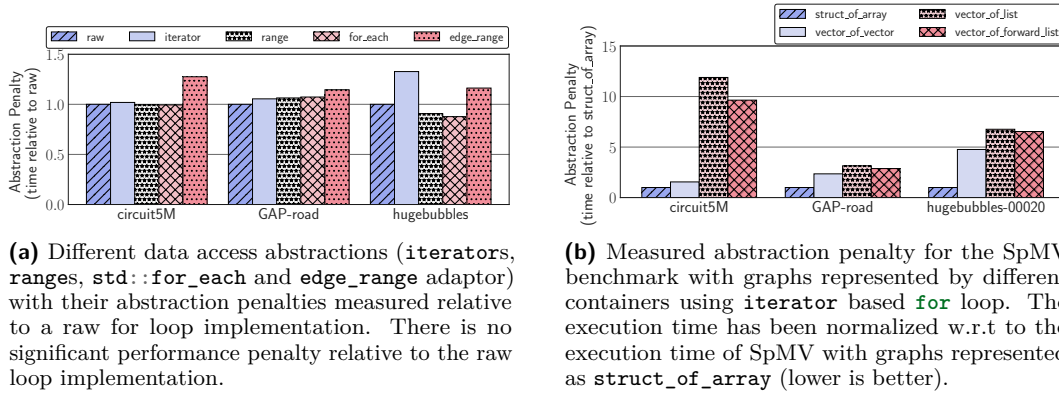 raw iterator range for_each edge_range
Abstraction Penalty
(time relative to raw)
1.5
1.0
0.5
0.0
circuit5M GAP-road hugebubbles
(a) Different data access abstractions (iterators,
ranges, std::for_each and edge_range adaptor)
with their abstraction penalties measured relative
to a raw for loop implementation. There is no
significant performance penalty relative to the raw
loop implementation.
struct_of_array vector_of_list
vector_of_vector vector_of_forward_list
Abstraction Penalty
(time relative to struct_of_array)
15
10
5
0
circuit5M GAP-road hugebubbles-00020
(b) Measured abstraction penalty for the SpMV
benchmark with graphs represented by differen
containers using iterator based for loop. The
execution time has been normalized w.r.t to the
execution time of SpMV with graphs represented
as struct_of_array (lower is better).